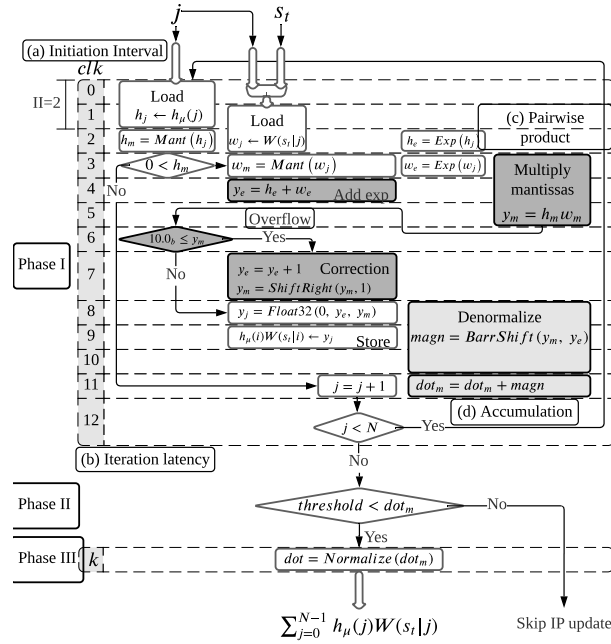 j
s_t
(a) Initiation Interval
clk
0
II=2
Load
h_j ← h_μ(j)
1
Load
w_j ← W(s_t|j)
(c) Pairwise
product
2
h_m = Mant(h_j)
h_e = Exp(h_j
3
0 < h_m
w_m = Mant(w_j)
w_e = Exp(w_j)
Multiply
mantissas
y_m = h_m w_m
No
4
y_e = h_e + w_e
Add exp
5
Overflow
6
10.0_b ≤ y_m
Yes
Phase I
No
7
y_e = y_e + 1
Correction
y_m = ShiftRight(y_m, 1)
8
y_j = Float32(0, y_e, y_m)
Denormalize
magn = BarrShift(y_m, y_e)
9
h_μ(i)W(s_t|i) ← y_j
Store
10
11
j = j + 1
dot_m = dot_m + magn
(d) Accumulation
12
j < N
Yes
(b) Iteration latency
No
Phase II
threshold < dot_m
No
Yes
Phase III
k
dot = Normalize(dot_m)
∑_{j=0}^{N-1} h_μ(j)W(s_t|j)
Skip IP update